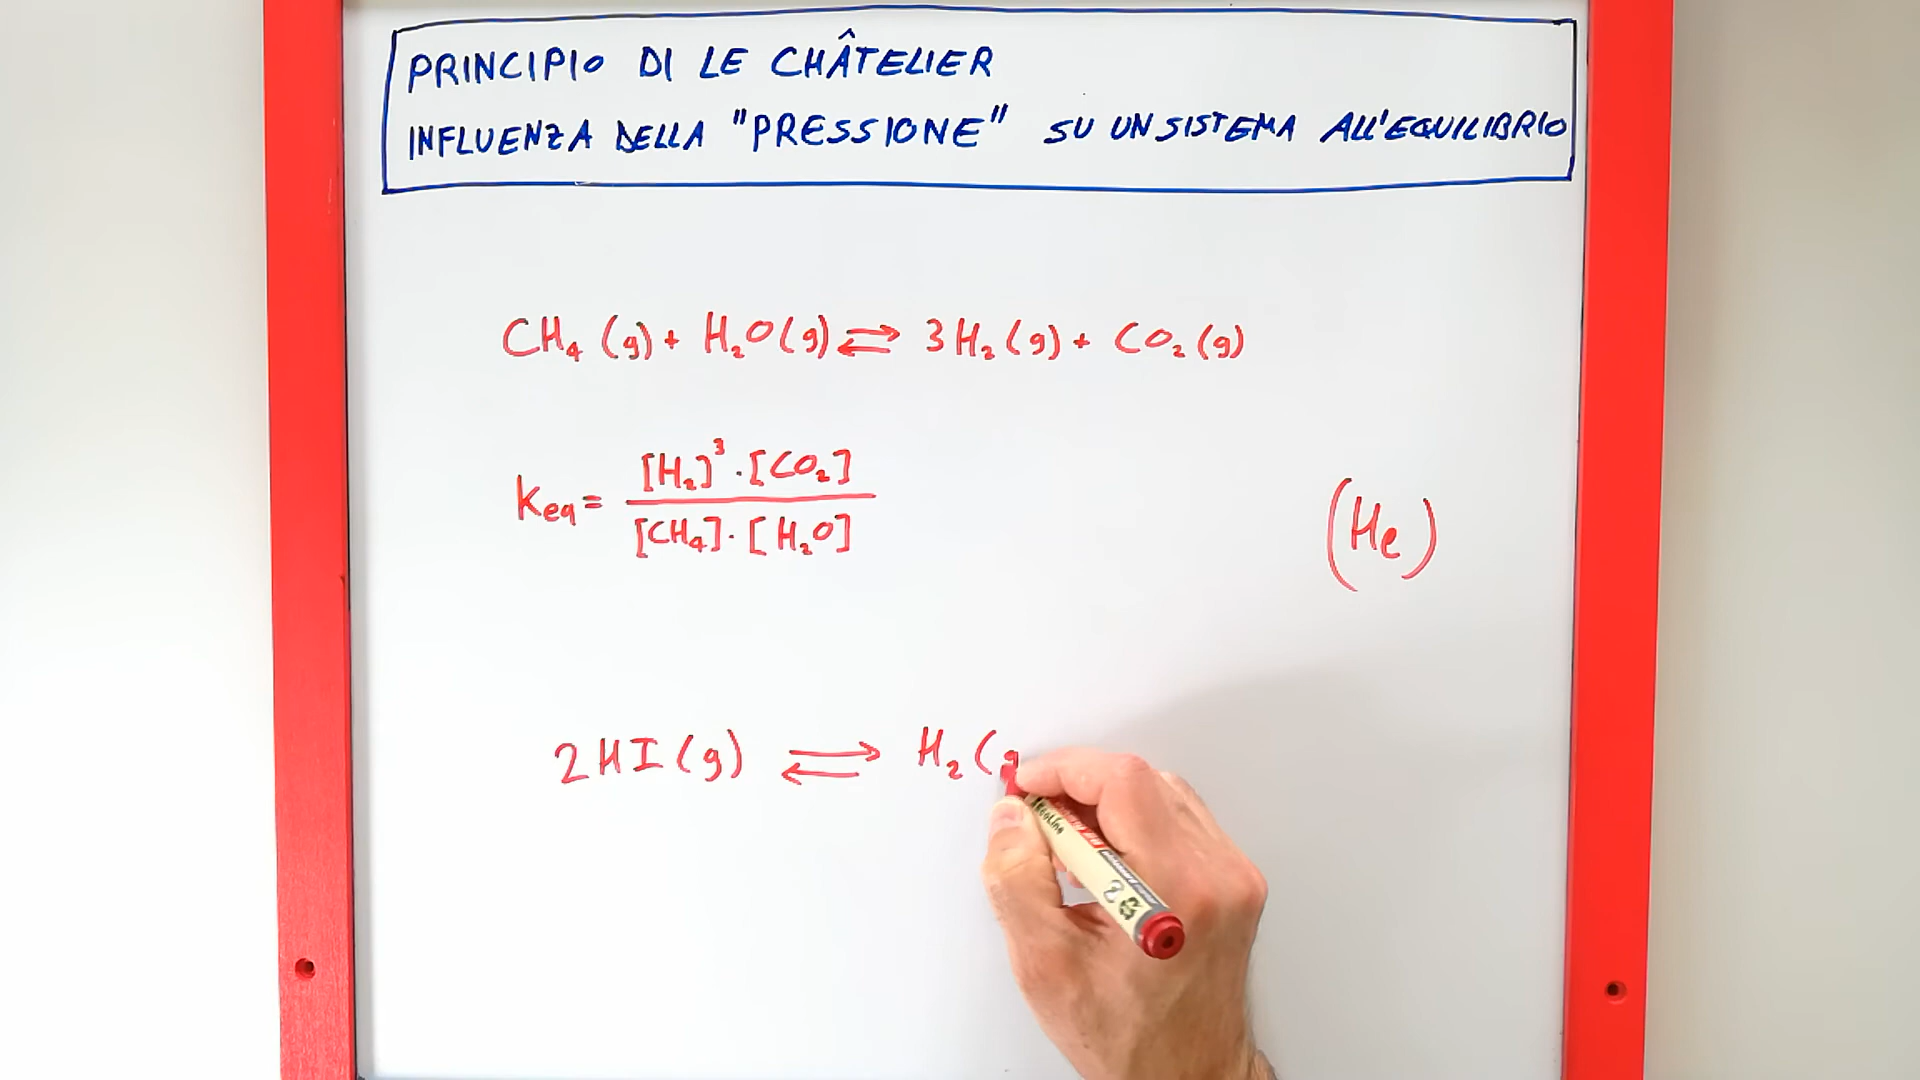 PRINCIPIO DI LE CHÂTELIER
INFLUENZA DELLA "PRESSIONE" SU UN SISTEMA ALL'EQUILIBRIO
CH₄ (g) + H₂O (g) ⇄ 3 H₂ (g) + CO₂ (g)
Keq = [H₂]³ · [CO₂] / [CH₄] · [H₂O]
(He)
2 HI (g) ⇄ H₂ (g